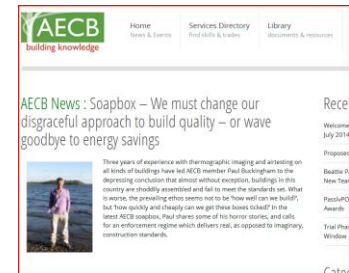 AECB
building knowledge
Home
News & Events
Services Directory
find skills & trades
Library
documents & resources
AECB News : Soapbox – We must change our
disgraceful approach to build quality – or wave
goodbye to energy savings
Three years of experience with thermographic imaging and airtesting on
all kinds of buildings have led AECB member Paul Buckingham to the
depressing conclusion that almost without exception, buildings in this
country are shoddily assembled and fail to meet the standards set. What
is worse, the prevailing ethos seems not to be 'how well can we build?',
but 'how quickly and cheaply can we get these boxes ticked?' In the
latest AECB soapbox, Paul shares some of his horror stories, and calls
for an enforcement regime which delivers real, as opposed to imaginary,
construction standards.
Rece
Welcome
July 2014
Proposed
Beattie P
New Tear
PassivPO
Awards
Trial Phas
Window
Categ